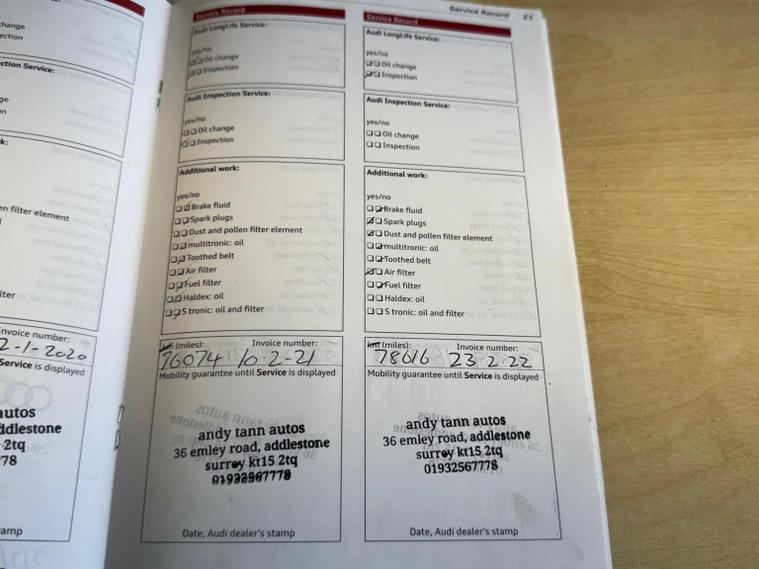 hange
ection
ction Service:
ge
n
k:
en filter element
lter
nvoice number:
2-1-2020
Service is displayed
autos
ddlestone
2tq
78
amp
Service Record
Audi LongLife Service:
yes/no
Oil change
Inspection
Audi Inspection Service:
yes/no
Oil change
Inspection
Additional work:
yes/no
Brake fluid
Spark plugs
Dust and pollen filter element
multitronic: oil
Toothed belt
Air filter
Fuel filter
Haldex: oil
S tronic: oil and filter
km (miles): Invoice number:
76074 10-2-21
Mobility guarantee until Service is displayed
andy tann autos
36 emley road, addlestone
surrey kt15 2tq
01932567778
Date, Audi dealer's stamp
Service Record 21
Service Record
Audi LongLife Service:
yes/no
Oil change
Inspection
Audi Inspection Service:
yes/no
Oil change
Inspection
Additional work:
yes/no
Brake fluid
Spark plugs
Dust and pollen filter element
multitronic: oil
Toothed belt
Air filter
Fuel filter
Haldex: oil
S tronic: oil and filter
km (miles): Invoice number:
78616 23-2-22
Mobility guarantee until Service is displayed
andy tann autos
36 emley road, addlestone
surrey kt15 2tq
01932567778
Date, Audi dealer's stamp